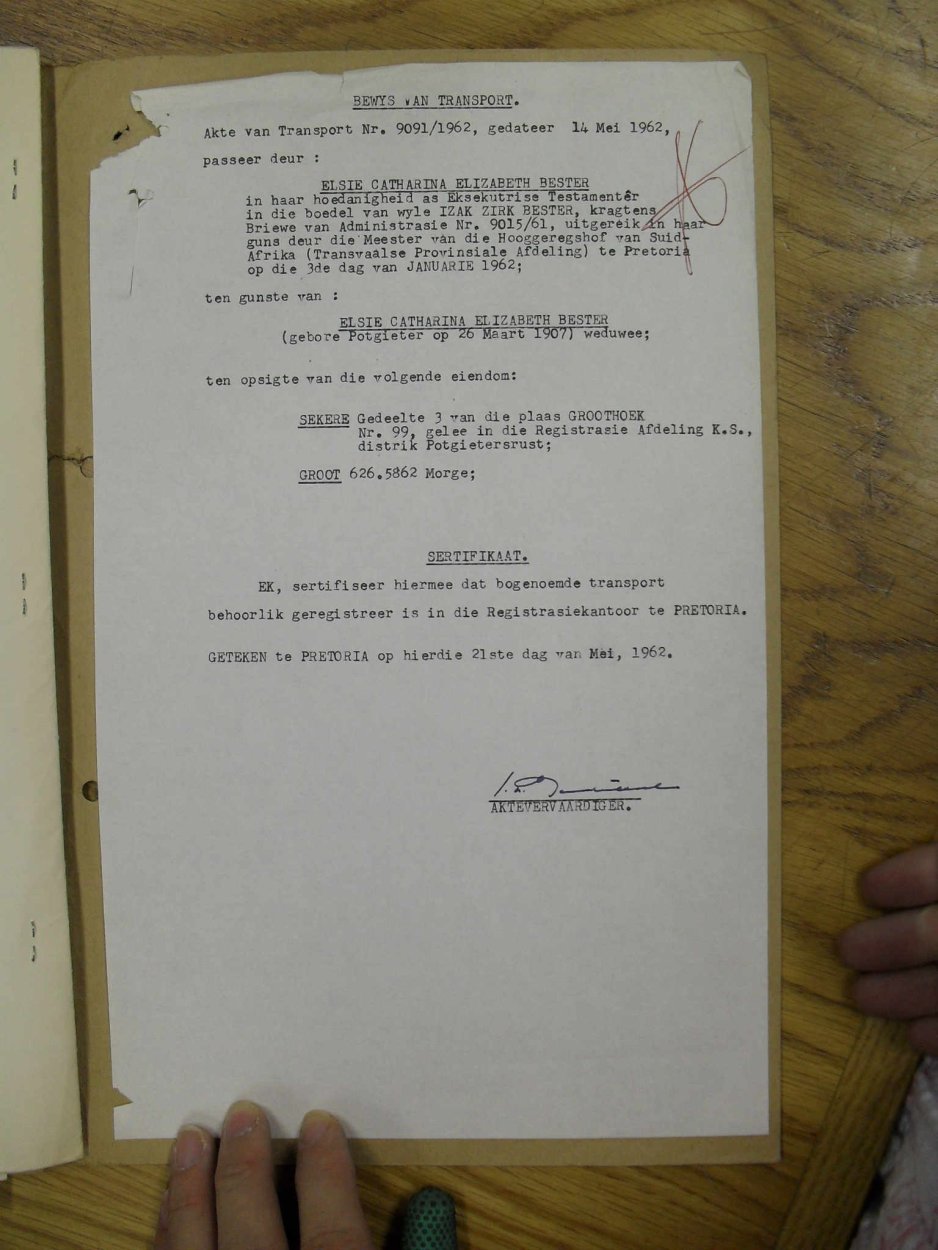 BEWYS VAN TRANSPORT.
Akte van Transport Nr. 9091/1962, gedateer 14 Mei 1962,
passeer deur :
ELSIE CATHARINA ELIZABETH BESTER
in haar hoedanigheid as Eksekutrise Testamentêr
in die boedel van wyle IZAK ZIRK BESTER, kragtens
Briewe van Administrasie Nr. 9015/61, uitgereik in haar
guns deur die Meester van die Hooggeregshof van Suid-
Afrika (Transvaalse Provinsiale Afdeling) te Pretoria
op die 3de dag van JANUARIE 1962;
ten gunste van :
ELSIE CATHARINA ELIZABETH BESTER
(gebore Potgieter op 26 Maart 1907) weduwee;
ten opsigte van die volgende eiendom:
SEKERE Gedeelte 3 van die plaas GROOTHOEK
Nr. 99, gelee in die Registrasie Afdeling K.S.,
distrik Potgietersrust;
GROOT 626.5862 Morge;
SERTIFIKAAT.
EK, sertifiseer hiermee dat bogenoemde transport
behoorlik geregistreer is in die Registrasiekantoor te PRETORIA.
GETEKEN te PRETORIA op hierdie 21ste dag van Mei, 1962.
AKTEVERVAARDIGER.